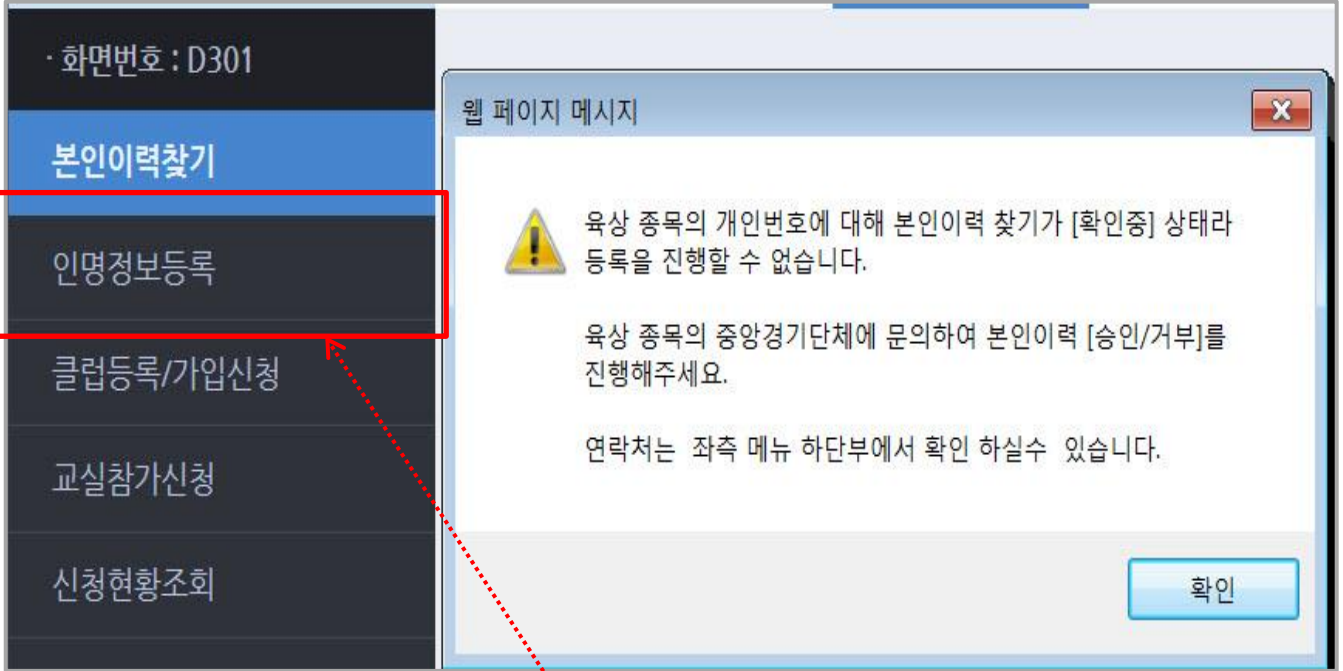 · 화면번호 : D301
본인이력찾기
인명정보등록
클럽등록/가입신청
교실참가신청
신청현황조회
웹 페이지 메시지
육상 종목의 개인번호에 대해 본인이력 찾기가 [확인중] 상태라
등록을 진행할 수 없습니다.
육상 종목의 중앙경기단체에 문의하여 본인이력 [승인/거부]를
진행해주세요.
연락처는 좌측 메뉴 하단부에서 확인 하실수 있습니다.
확인